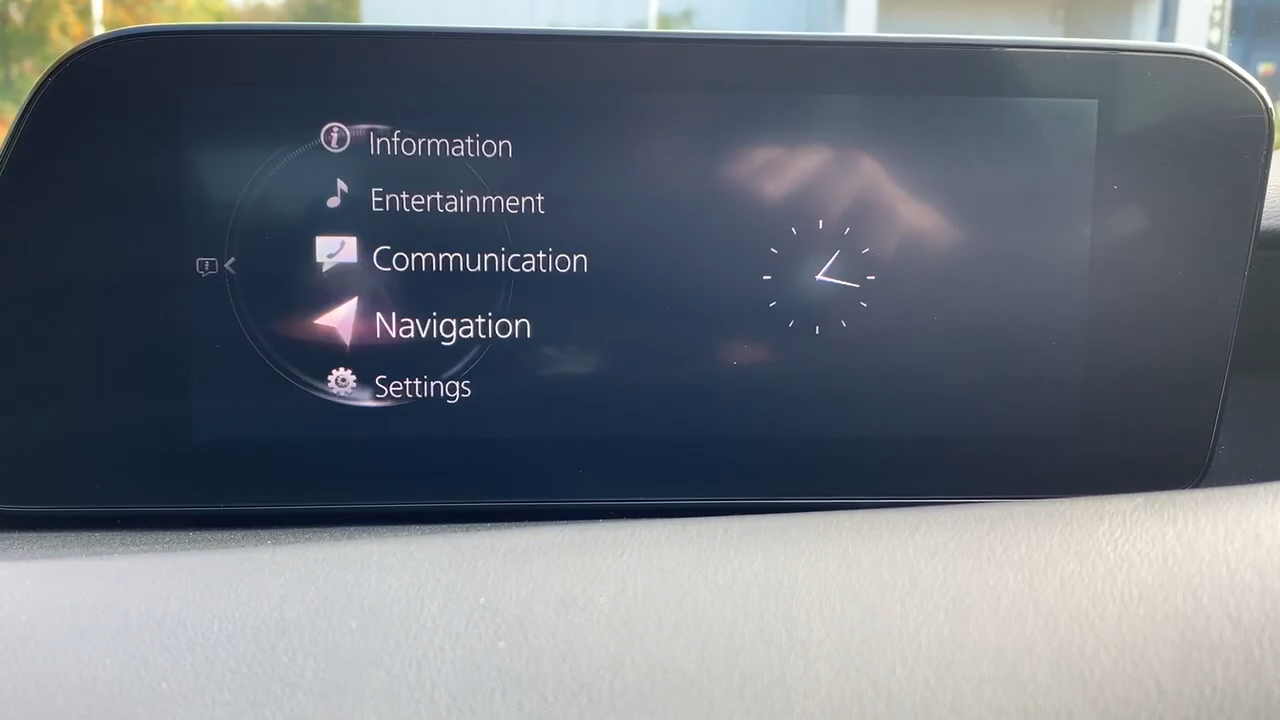 Information
Entertainment
Communication
Navigation
Settings